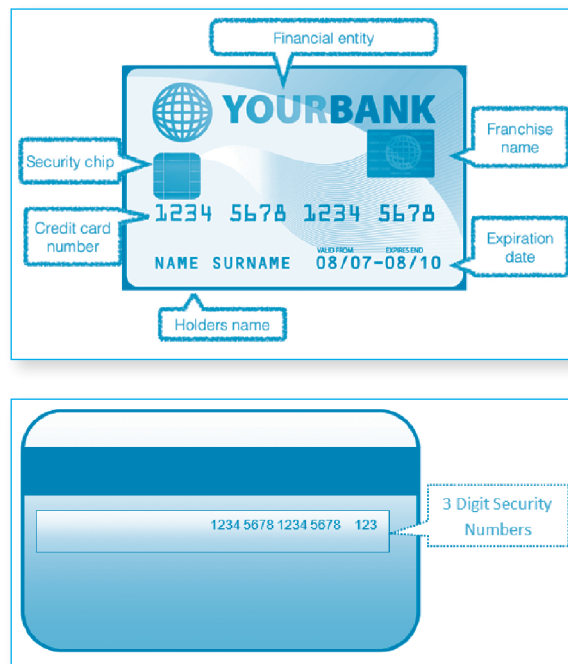 Financial entity
YOURBANK
Franchise
name
Security chip
1234 5678 1234 5678
Credit card
number
VALID FROM EXPIRES END
NAME SURNAME 08/07-08/10
Expiration
date
Holders name
1234 5678 1234 5678 123
3 Digit Security
Numbers